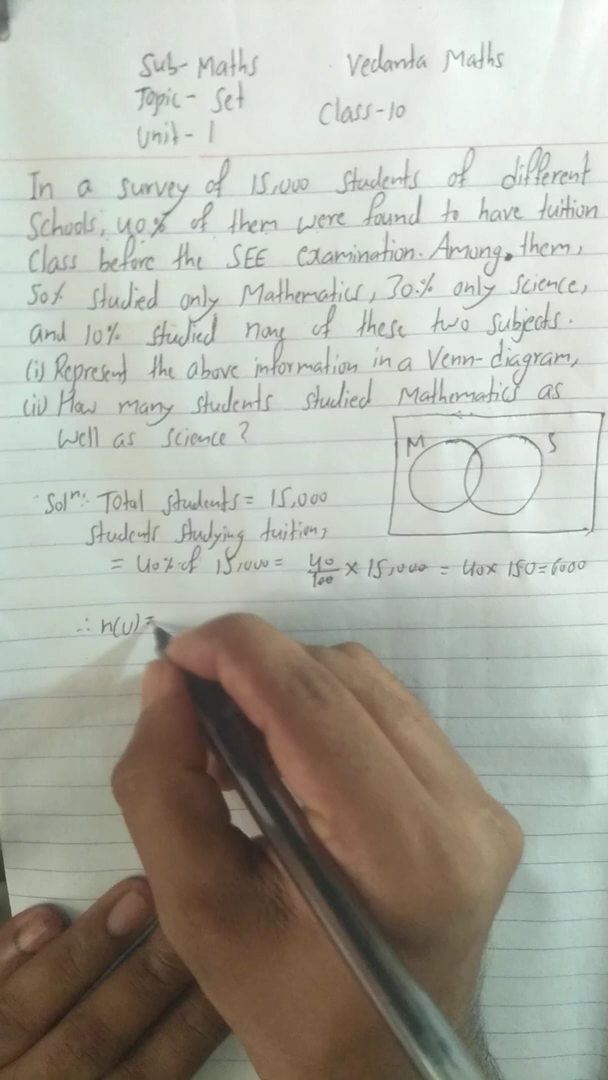 Sub- Maths
Vedanta Maths
Topic- Set
Class-10
Unit- 1
In a survey of 15,000 students of different
Schools, 40% of them were found to have tuition
Class before the SEE examination. Among them,
50% studied only Mathematics, 30% only science,
and 10% studied none of these two subjects.
(i) Represent the above information in a Venn-diagram,
(ii) How many students studied Mathematics as
well as science?
M S
Solⁿ: Total students = 15,000
students studying tuition,
= 40% of 15,000 = 40/100 × 15,000 = 40× 150=6000
∴ n(U)=